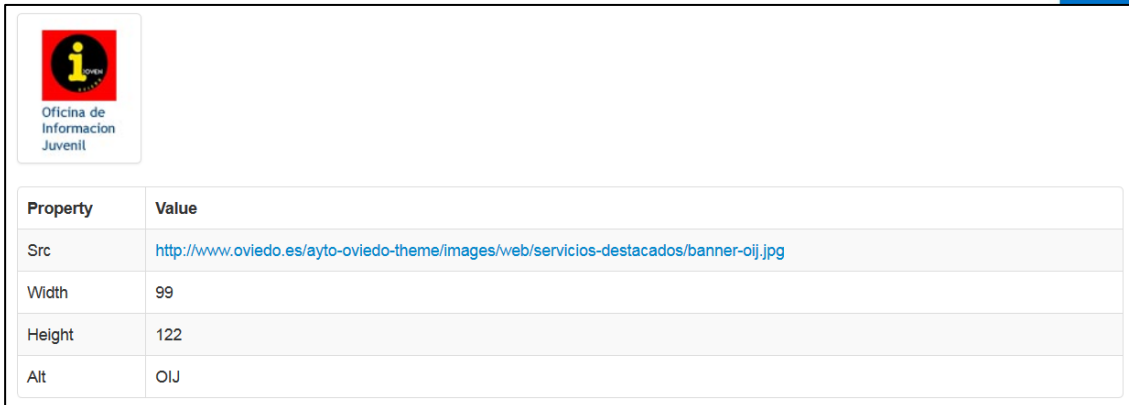 i
JOVEN
OVIEDO
Oficina de
Informacion
Juvenil
Property Value
Src http://www.oviedo.es/ayto-oviedo-theme/images/web/servicios-destacados/banner-oij.jpg
Width 99
Height 122
Alt OIJ